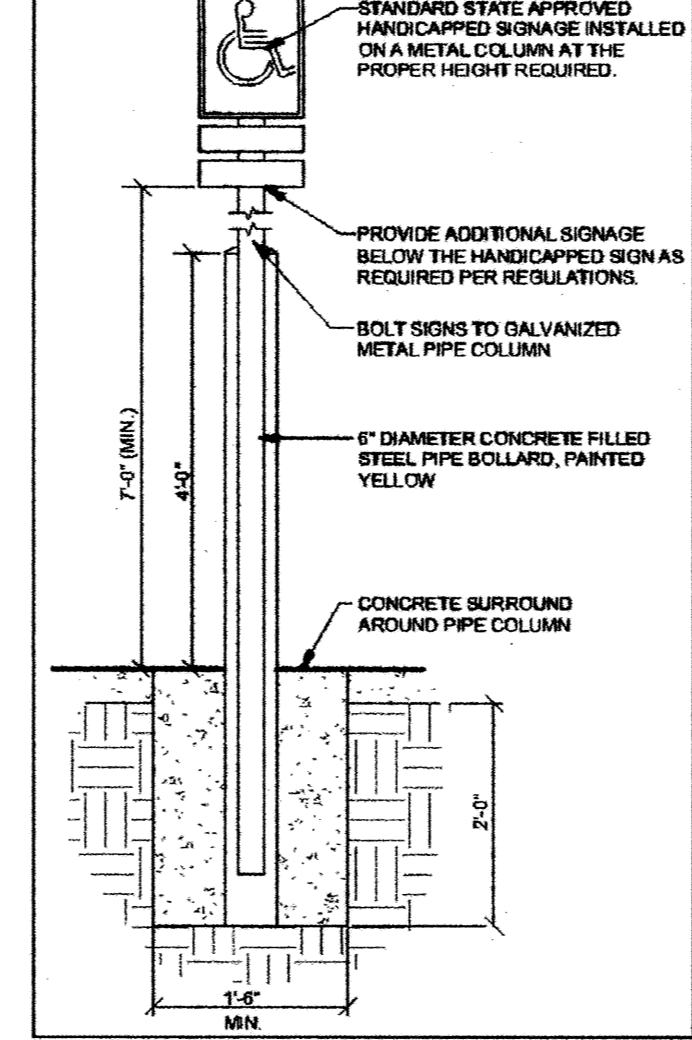 STANDARD STATE APPROVED
HANDICAPPED SIGNAGE INSTALLED
ON A METAL COLUMN AT THE
PROPER HEIGHT REQUIRED.
PROVIDE ADDITIONAL SIGNAGE
BELOW THE HANDICAPPED SIGN AS
REQUIRED PER REGULATIONS.
BOLT SIGNS TO GALVANIZED
METAL PIPE COLUMN
7'-0" (MIN.)
4'-0"
6" DIAMETER CONCRETE FILLED
STEEL PIPE BOLLARD, PAINTED
YELLOW
CONCRETE SURROUND
AROUND PIPE COLUMN
2'-0"
1'-6"
MIN.